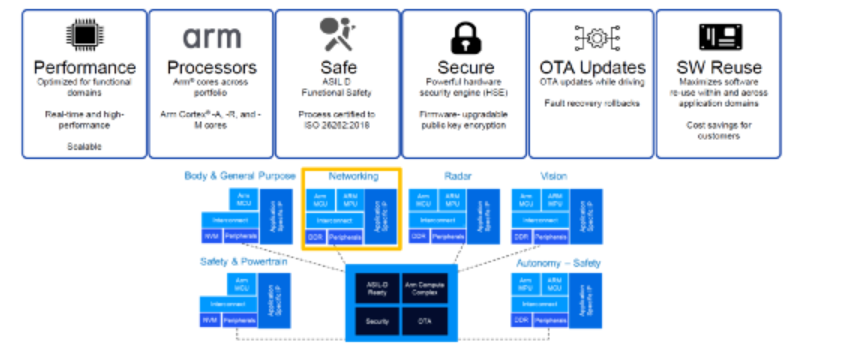 Performance
Optimized for functional
domains
Real-time and high-
performance
Scalable
arm
Processors
Arm® cores across
portfolio
Arm Cortex®-A, -R, and -
M cores
Safe
ASIL D
Functional Safety
Process certified to
ISO 26262:2018
Secure
Powerful hardware
security engine (HSE)
Firmware- upgradable
public key encryption
OTA Updates
OTA updates while driving
Fault recovery rollbacks
SW Reuse
Maximizes software
re-use within and across
application domains
Cost savings for
customers
Body & General Purpose
Arm
MCU
Application
Specific IP
Interconnect
NVM
Peripherals
Networking
Arm
MCU
ARM
MPU
Application
Specific IP
Interconnect
DDR
Peripherals
Radar
Arm
MCU
ARM
MPU
Application
Specific IP
Interconnect
DDR
Peripherals
Vision
Arm
MCU
ARM
MPU
Application
Specific IP
Interconnect
DDR
Peripherals
Safety & Powertrain
Arm
MCU
Application
Specific IP
Interconnect
NVM
Peripherals
ASIL-D
Ready
Arm Compute
Complex
Security
OTA
Autonomy – Safety
Arm
MPU
ARM
MCU
Application
Specific IP
Interconnect
DDR
Peripherals